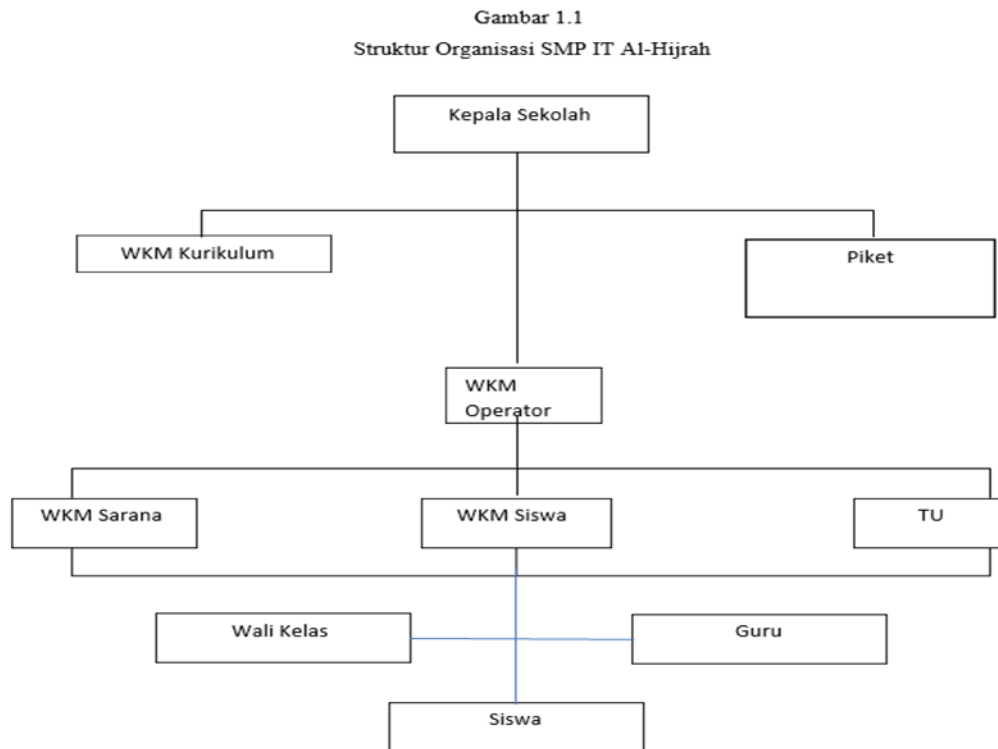 Gambar 1.1
Struktur Organisasi SMP IT Al-Hijrah
Kepala Sekolah
WKM Kurikulum
Piket
WKM
Operator
WKM Sarana
WKM Siswa
TU
Wali Kelas
Guru
Siswa